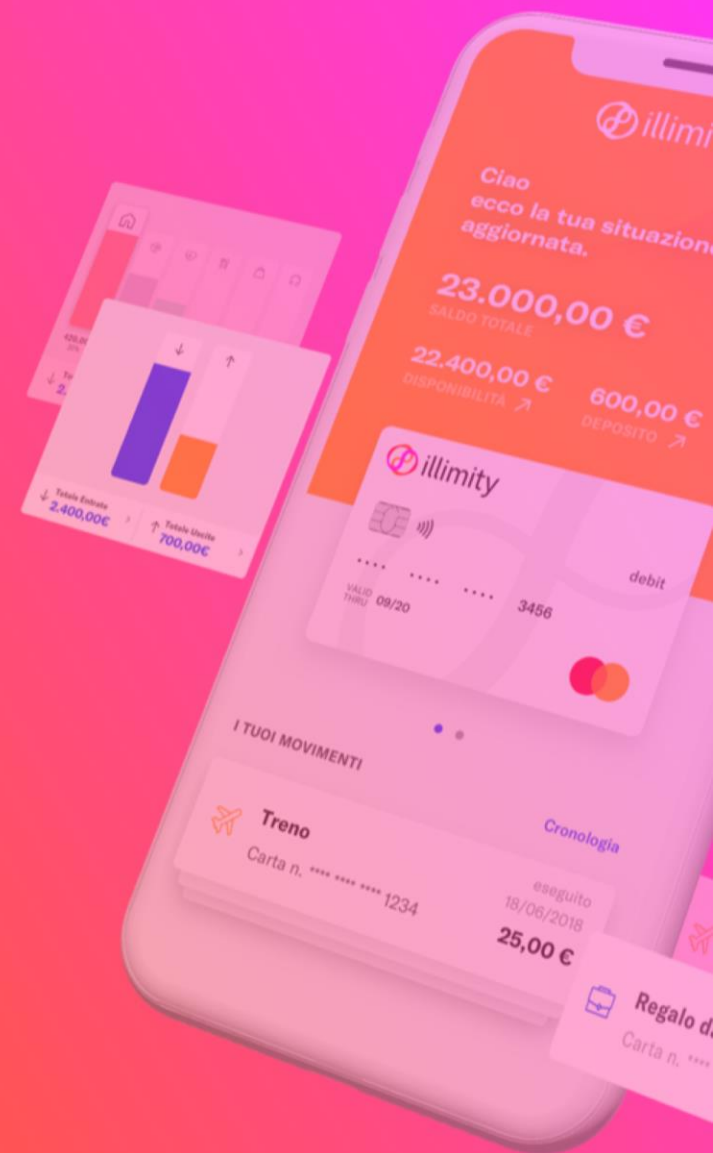 illimi
Ciao
ecco la tua situazione
aggiornata.
23.000,00 €
SALDO TOTALE
22.400,00 €
DISPONIBILITÀ
600,00 €
DEPOSITO
Totale Entrate
2.400,00€
Totale Uscite
700,00€
illimity
debit
•••• •••• •••• 3456
VALID
THRU 09/20
I TUOI MOVIMENTI
Cronologia
Treno
Carta n. **** **** **** 1234
eseguito
18/06/2018
25,00 €
Regalo da
Carta n. ****